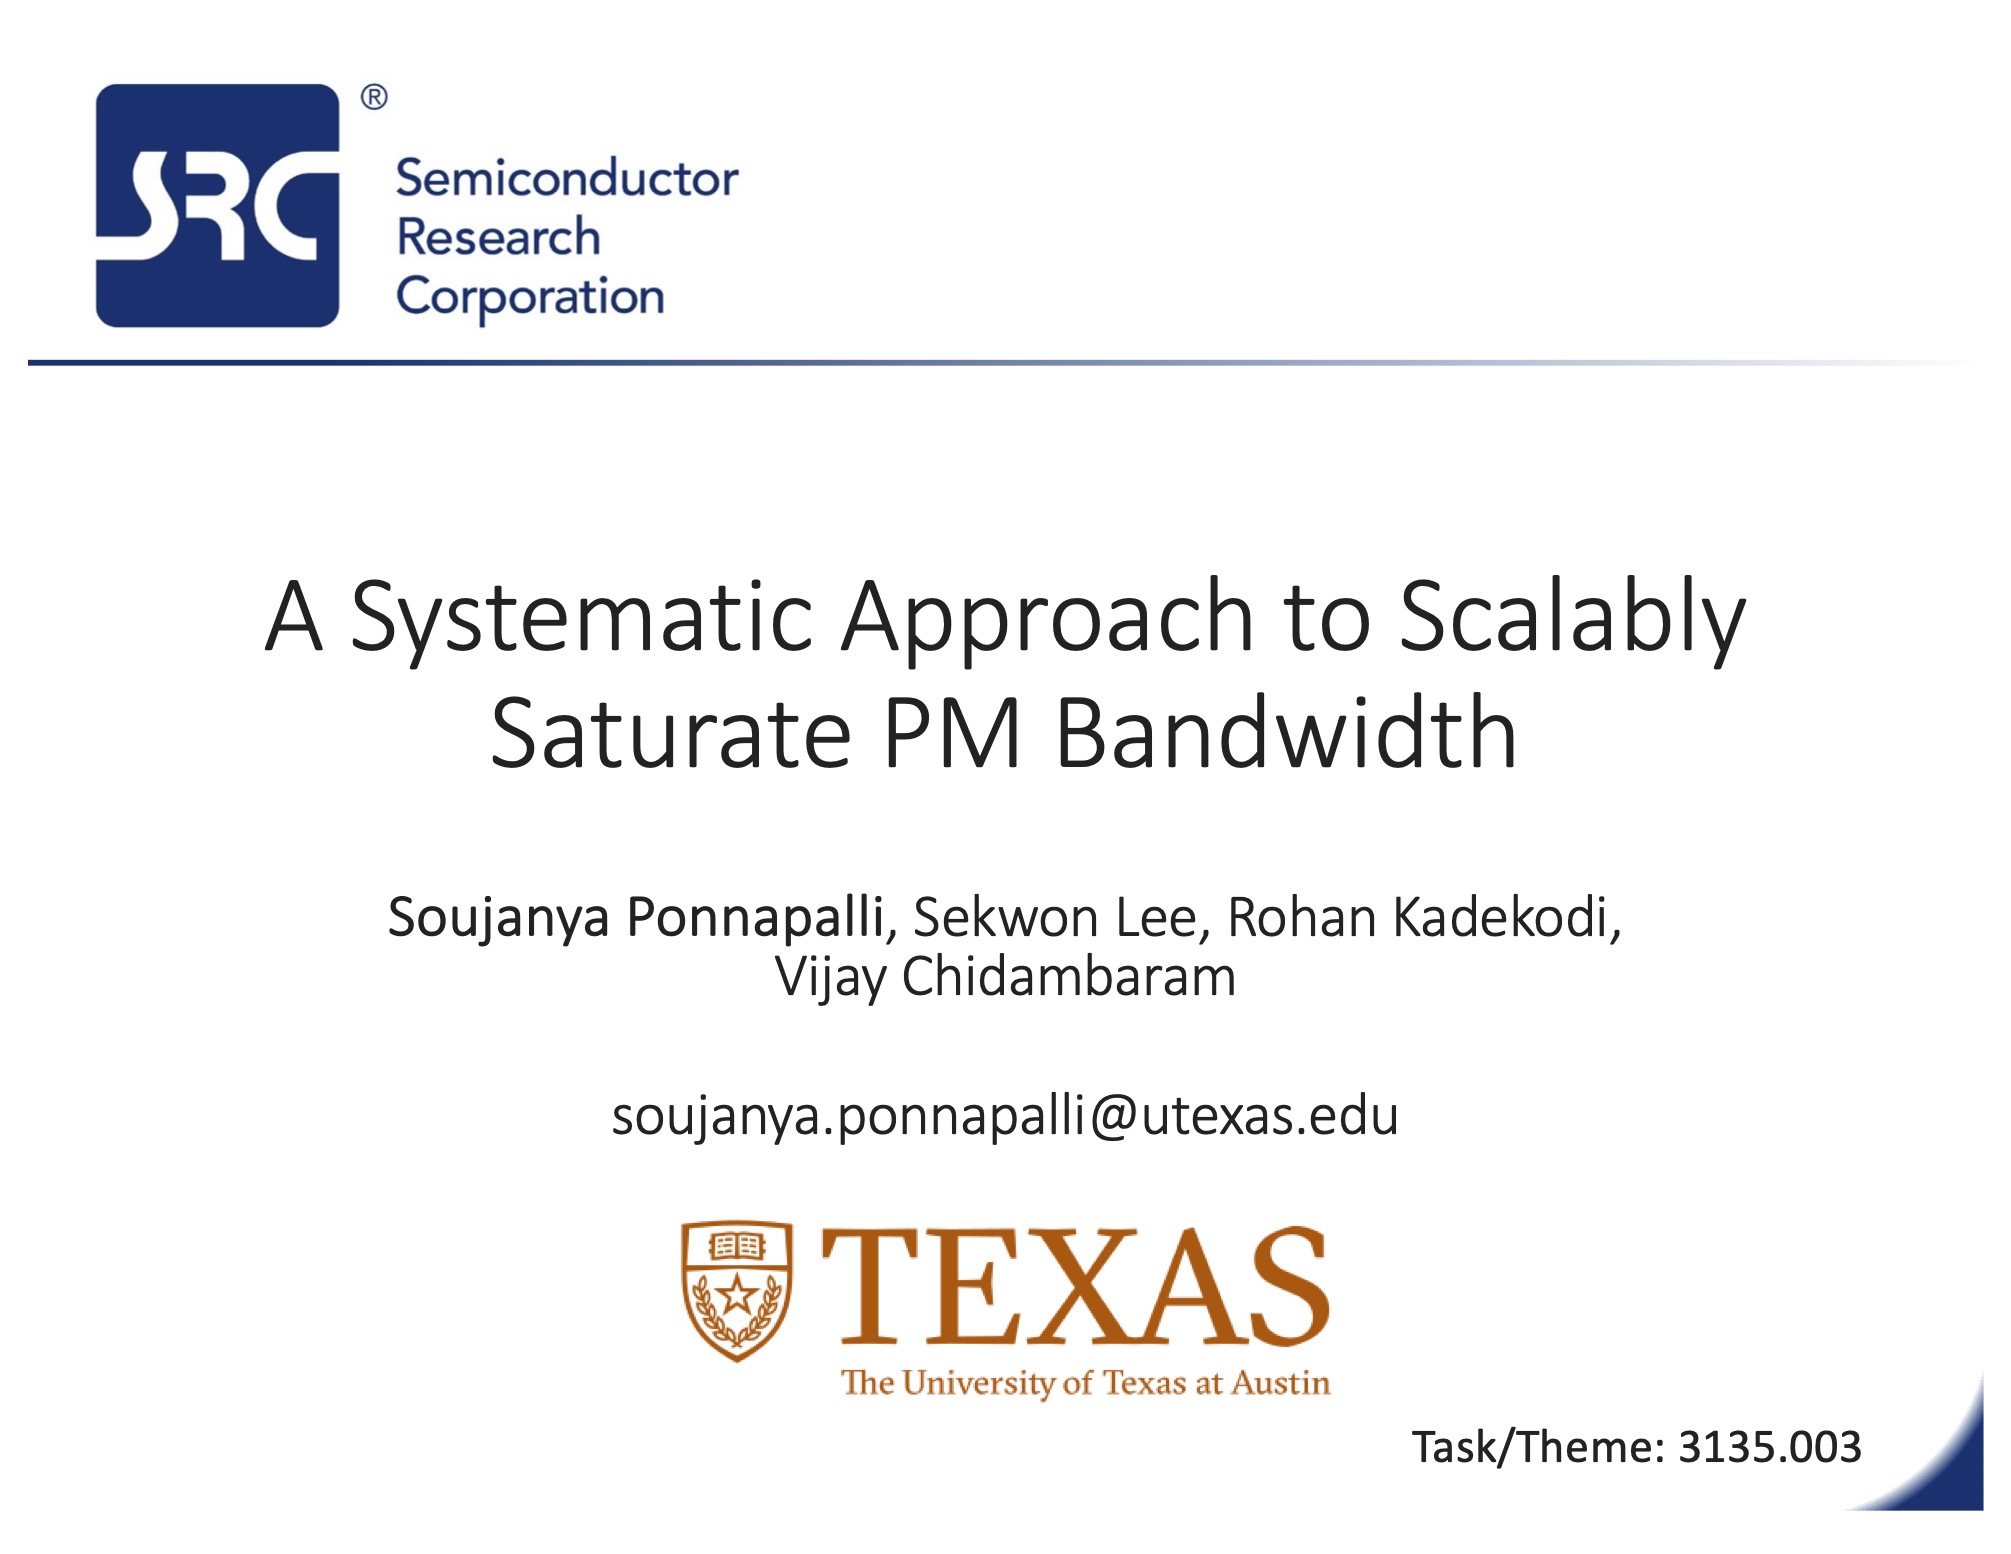 SRC®
Semiconductor
Research
Corporation
A Systematic Approach to Scalably
Saturate PM Bandwidth
Soujanya Ponnapalli, Sekwon Lee, Rohan Kadekodi,
Vijay Chidambaram
soujanya.ponnapalli@utexas.edu
TEXAS
The University of Texas at Austin
Task/Theme: 3135.003